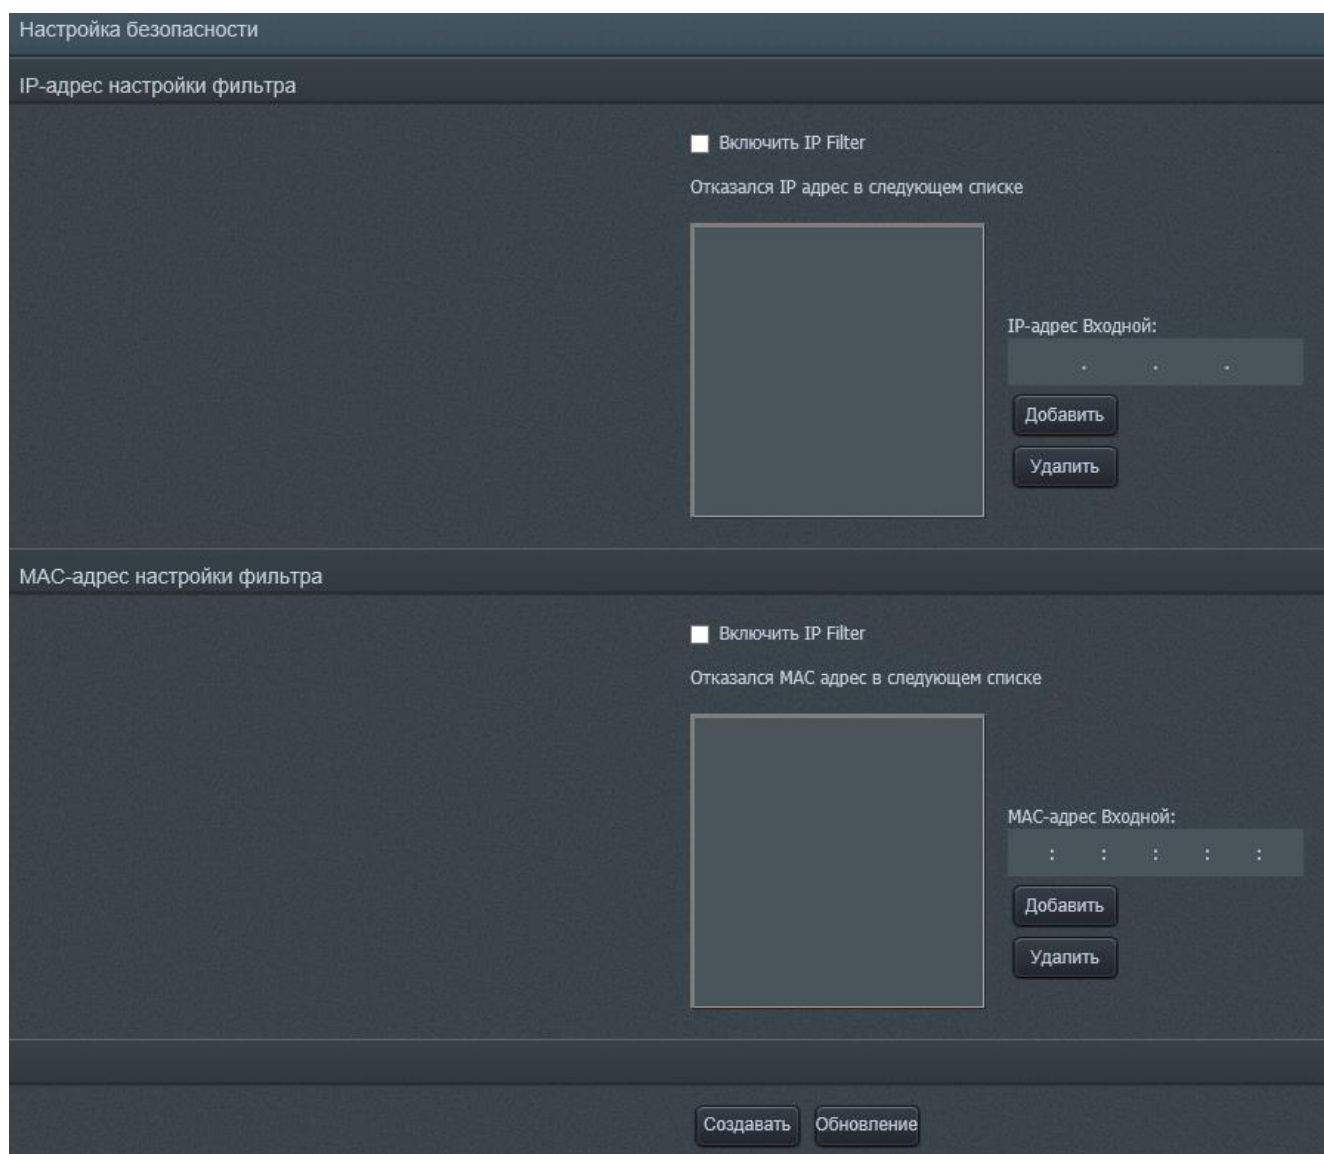 Настройка безопасности
IP-адрес настройки фильтра
Включить IP Filter
Отказался IP адрес в следующем списке
IP-адрес Входной:
. . .
Добавить
Удалить
MAC-адрес настройки фильтра
Включить IP Filter
Отказался MAC адрес в следующем списке
MAC-адрес Входной:
: : : : :
Добавить
Удалить
Создавать Обновление